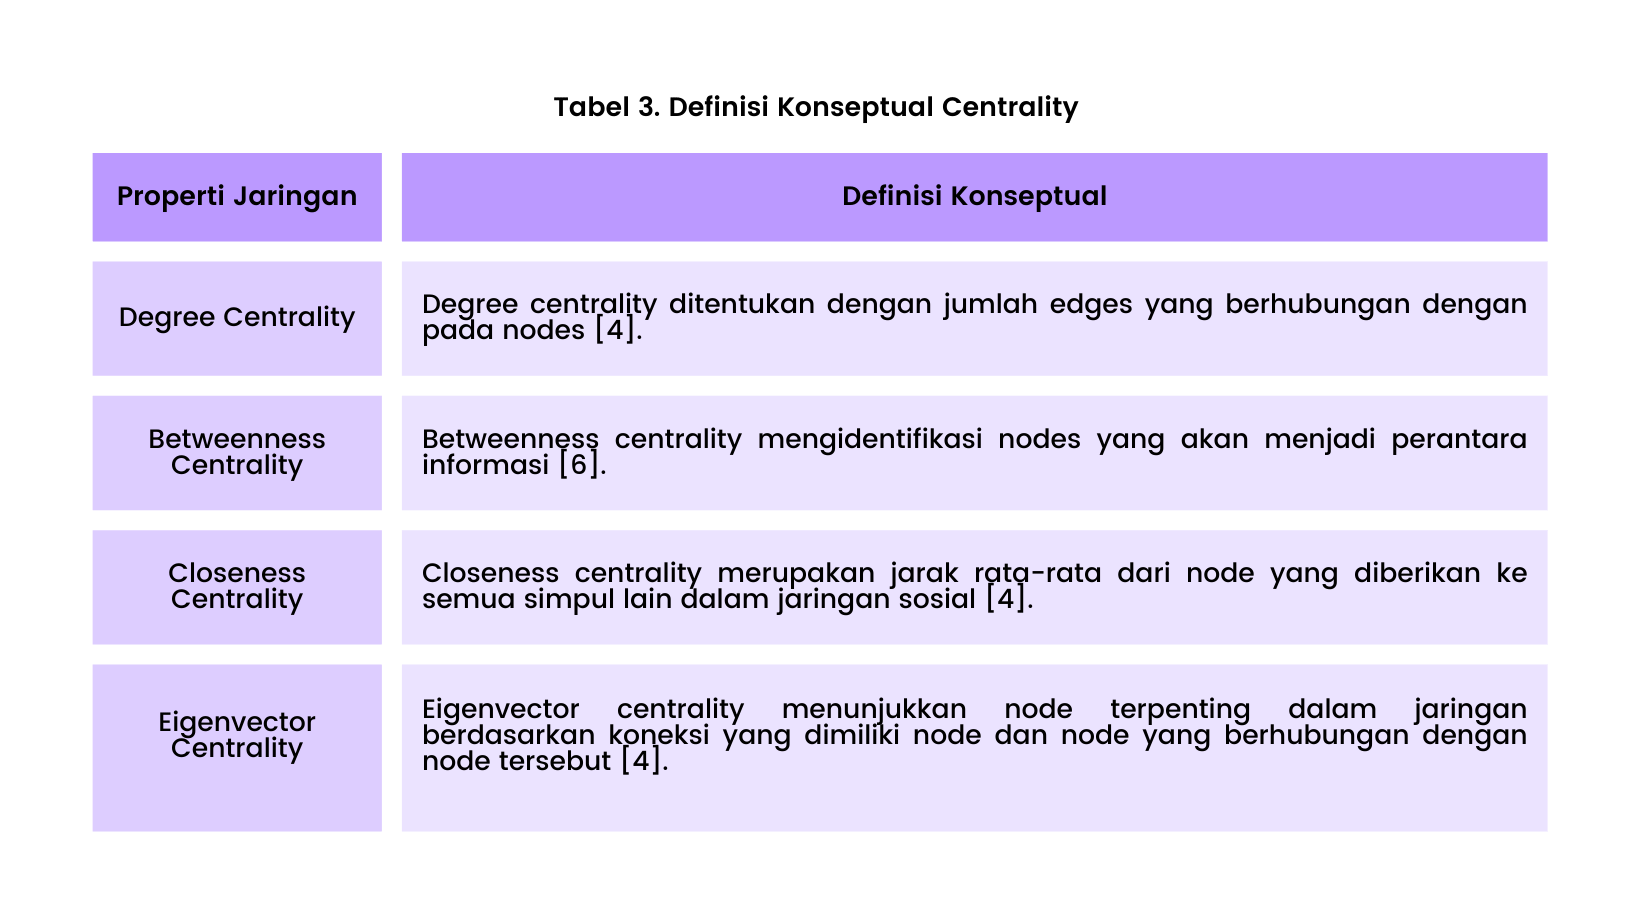 Tabel 3. Definisi Konseptual Centrality
Properti Jaringan
Definisi Konseptual
Degree Centrality
Degree centrality ditentukan dengan jumlah edges yang berhubungan dengan
pada nodes [4].
Betweenness
Centrality
Betweenness centrality mengidentifikasi nodes yang akan menjadi perantara
informasi [6].
Closeness
Centrality
Closeness centrality merupakan jarak rata-rata dari node yang diberikan ke
semua simpul lain dalam jaringan sosial [4].
Eigenvector
Centrality
Eigenvector centrality menunjukkan node terpenting dalam jaringan
berdasarkan koneksi yang dimiliki node dan node yang berhubungan dengan
node tersebut [4].